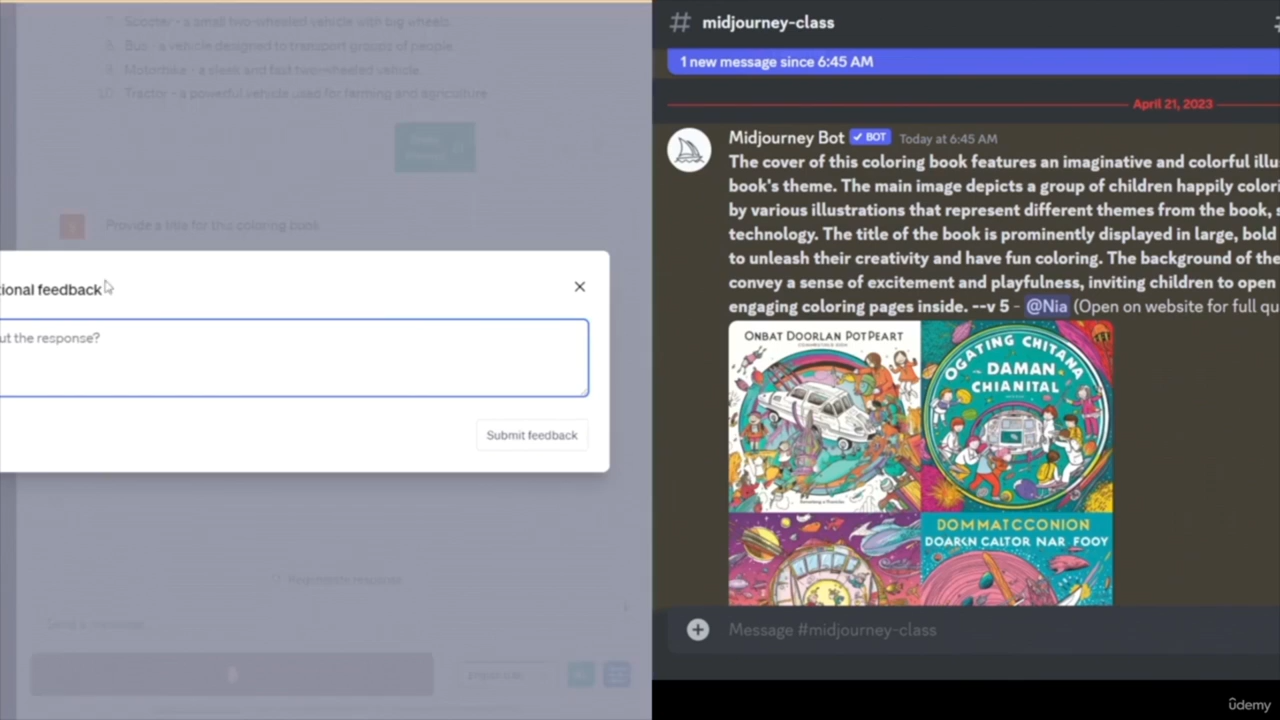 Scooter - a small two-wheeled vehicle with big wheels.
Bus - a vehicle designed to transport groups of people.
Motorbike - a sleek and fast two-wheeled vehicle.
10. Tractor - a powerful vehicle used for farming and agriculture
Provide a title for this coloring book
tional feedback
ut the response?
Submit feedback
Regenerate response
Send a message
# midjourney-class
1 new message since 6:45 AM
April 21, 2023
Midjourney Bot ✓ BOT Today at 6:45 AM
The cover of this coloring book features an imaginative and colorful illu
book's theme. The main image depicts a group of children happily colori
by various illustrations that represent different themes from the book, s
technology. The title of the book is prominently displayed in large, bold
to unleash their creativity and have fun coloring. The background of the
convey a sense of excitement and playfulness, inviting children to open
engaging coloring pages inside. --v 5 - @Nia (Open on website for full qu
ONBAT DOORLAN POTPEART
OGATING CHITANA
DAMAN
CHIANITAL
DOMMATCCONION
DOARCN CALTOR NAR FOOY
Message #midjourney-class
ûdemy